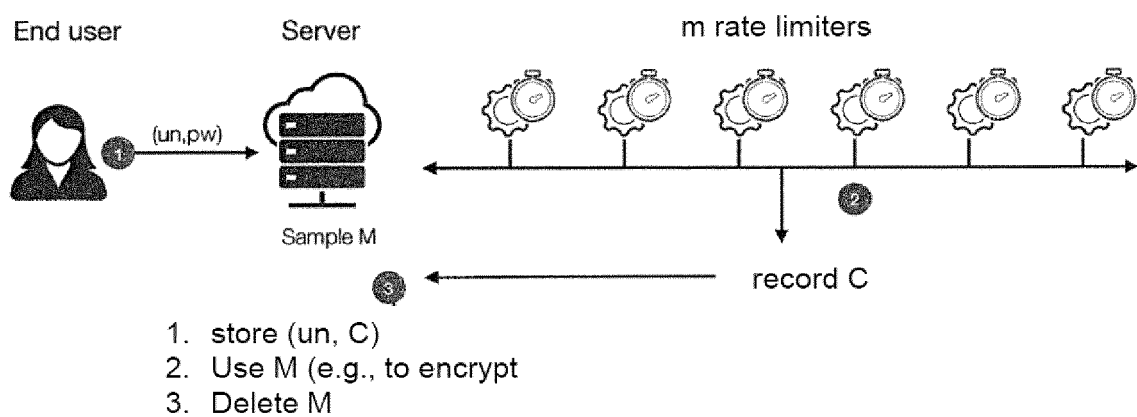 End user
Server
m rate limiters
1
(un,pw)
2
Sample M
3
record C
1. store (un, C)
2. Use M (e.g., to encrypt
3. Delete M